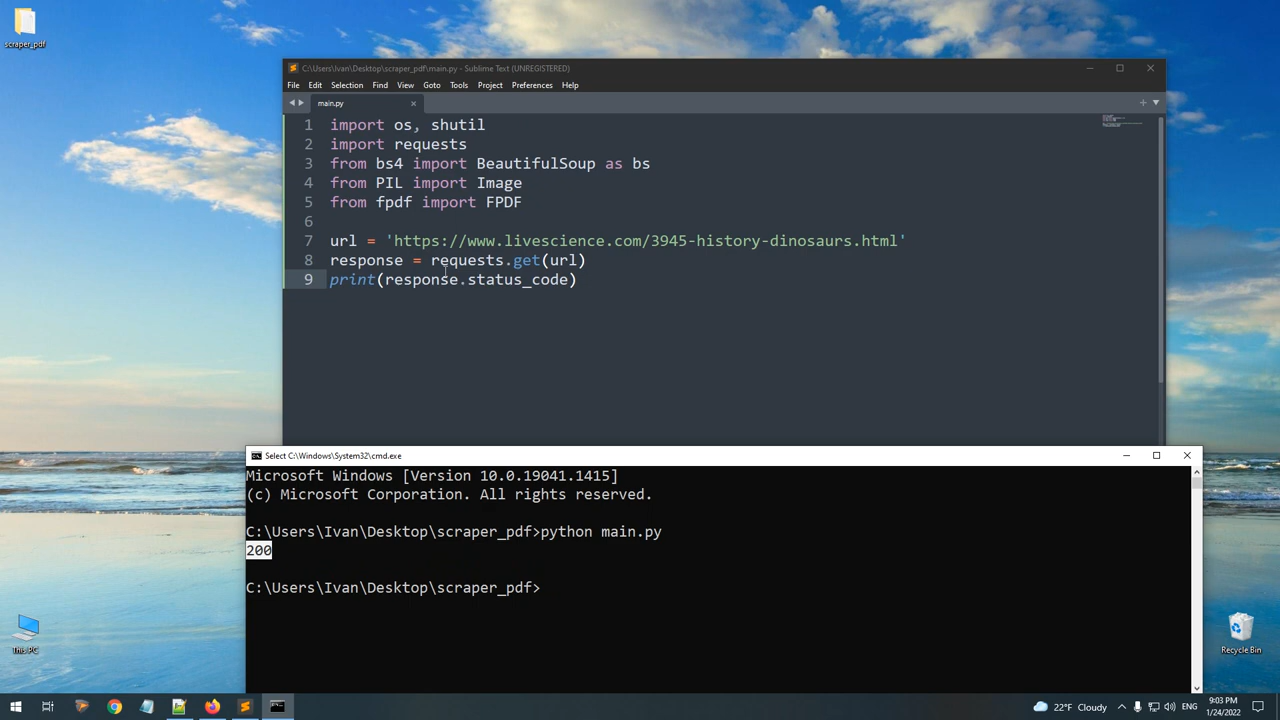 scraper_pdf
C:\Users\Ivan\Desktop\scraper_pdf\main.py - Sublime Text (UNREGISTERED)
File Edit Selection Find View Goto Tools Project Preferences Help
main.py
1 import os, shutil
2 import requests
3 from bs4 import BeautifulSoup as bs
4 from PIL import Image
5 from fpdf import FPDF
6
7 url = 'https://www.livescience.com/3945-history-dinosaurs.html'
8 response = requests.get(url)
9 print(response.status_code)
Select C:\Windows\System32\cmd.exe
Microsoft Windows [Version 10.0.19041.1415]
(c) Microsoft Corporation. All rights reserved.
C:\Users\Ivan\Desktop\scraper_pdf>python main.py
200
C:\Users\Ivan\Desktop\scraper_pdf>
This PC
Recycle Bin
22°F Cloudy
ENG
9:03 PM
1/24/2022